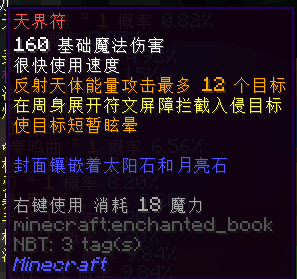 天界符
160 基础魔法伤害
很快使用速度
反射天体能量攻击最多 12 个目标
在周身展开符文屏障拦截入侵目标
使目标短暂眩晕
封面镶嵌着太阳石和月亮石
右键使用 消耗 18 魔力
minecraft:enchanted_book
NBT: 3 tag(s)
Minecraft